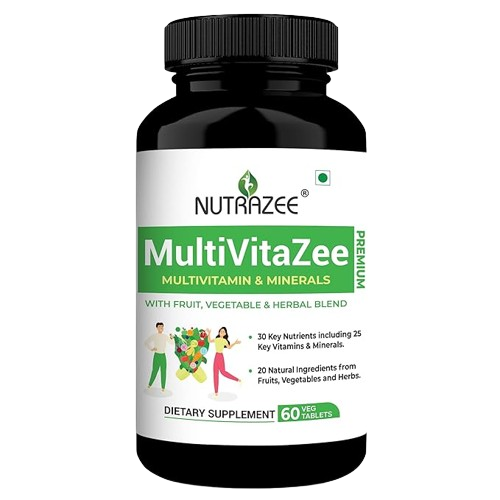 NUTRAZEE®
MultiVitaZee
PREMIUM
MULTIVITAMIN & MINERALS
WITH FRUIT, VEGETABLE & HERBAL BLEND
• 30 Key Nutrients including 25
Key Vitamins & Minerals.
• 20 Natural Ingredients from
Fruits, Vegetables and Herbs.
DIETARY SUPPLEMENT 60 VEG
TABLETS